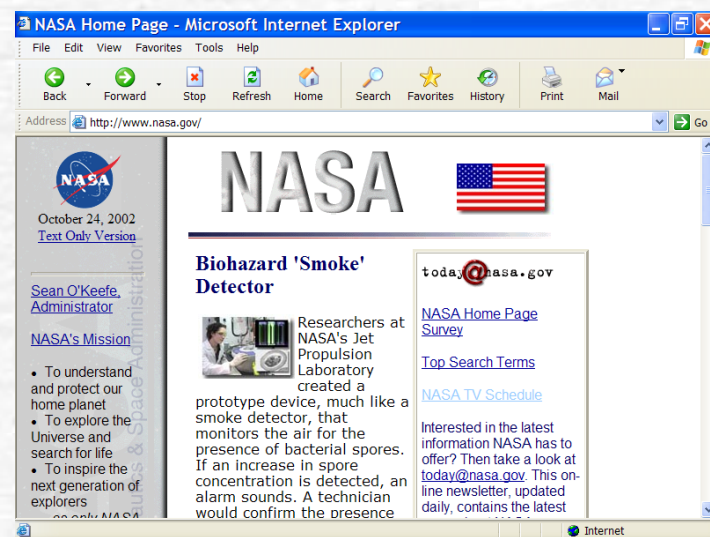 NASA Home Page - Microsoft Internet Explorer
File Edit View Favorites Tools Help
Back Forward Stop Refresh Home Search Favorites History Print Mail
Address http://www.nasa.gov/ Go
NASA
October 24, 2002
Text Only Version
Sean O'Keefe,
Administrator
NASA's Mission
• To understand
and protect our
home planet
• To explore the
Universe and
search for life
• To inspire the
next generation of
explorers
... as only NASA
autics & Space Administration
NASA
Biohazard 'Smoke'
Detector
Researchers at
NASA's Jet
Propulsion
Laboratory
created a
prototype device, much like a
smoke detector, that
monitors the air for the
presence of bacterial spores.
If an increase in spore
concentration is detected, an
alarm sounds. A technician
would confirm the presence
today@nasa.gov
NASA Home Page
Survey
Top Search Terms
NASA TV Schedule
Interested in the latest
information NASA has to
offer? Then take a look at
today@nasa.gov. This on-
line newsletter, updated
daily, contains the latest
Internet